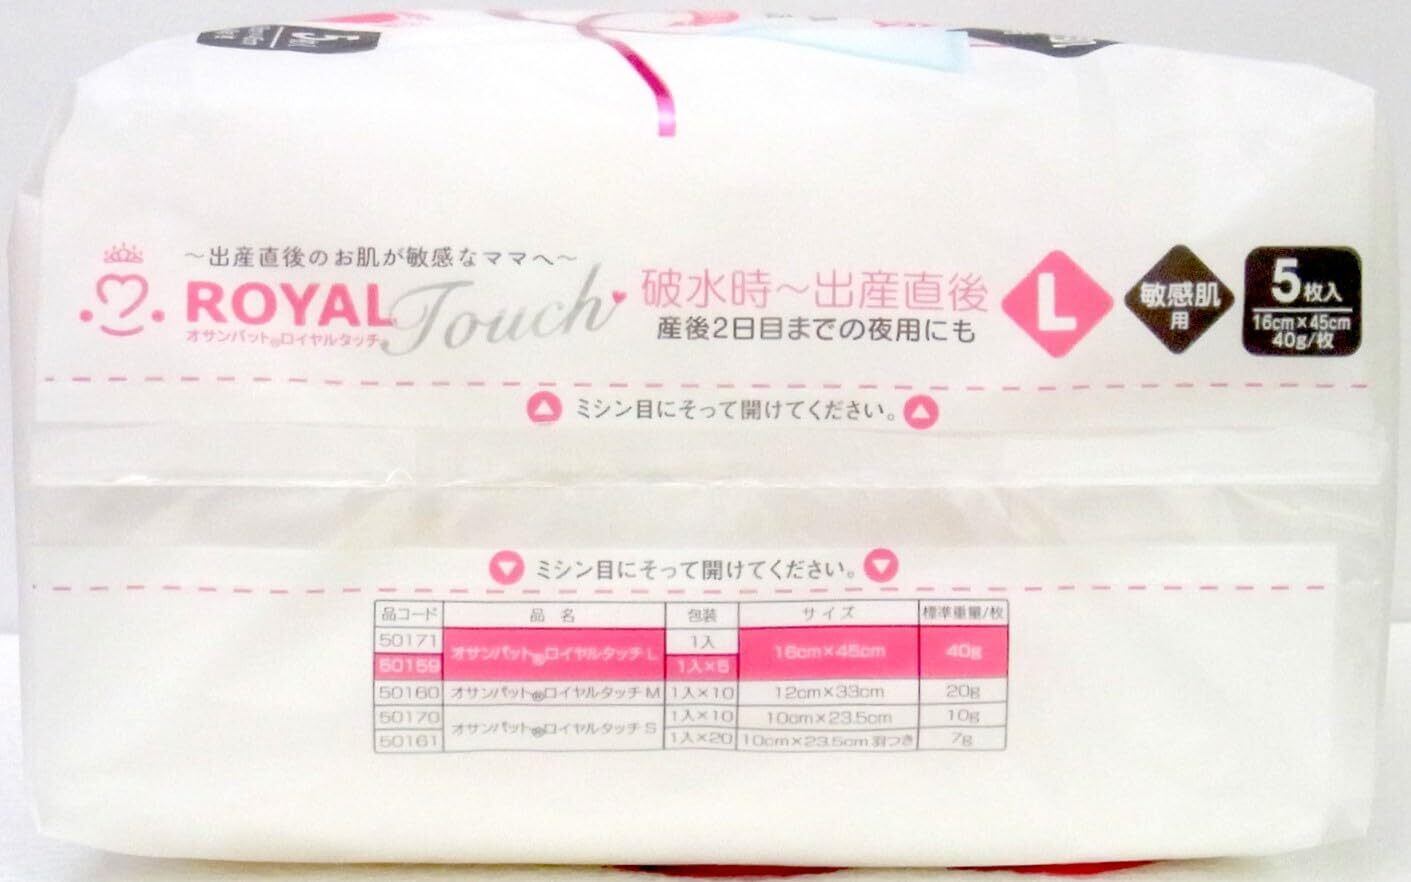 ～出産直後のお肌が敏感なママへ～
ROYAL Touch
オサンパット®ロイヤルタッチ
破水時～出産直後
産後2日目までの夜用にも
L
敏感肌
用
5枚入
16cm×45cm
40g/枚
ミシン目にそって開けてください。
ミシン目にそって開けてください。
品コード 品名 包装 サイズ 標準重量/枚
50171 オサンパット®ロイヤルタッチ L 1入 16cm×45cm 40g
50159 1入×5
50160 オサンパット®ロイヤルタッチ M 1入×10 12cm×33cm 20g
50170 オサンパット®ロイヤルタッチ S 1入×10 10cm×23.5cm 10g
50161 1入×20 10cm×23.5cm 羽つき 7g